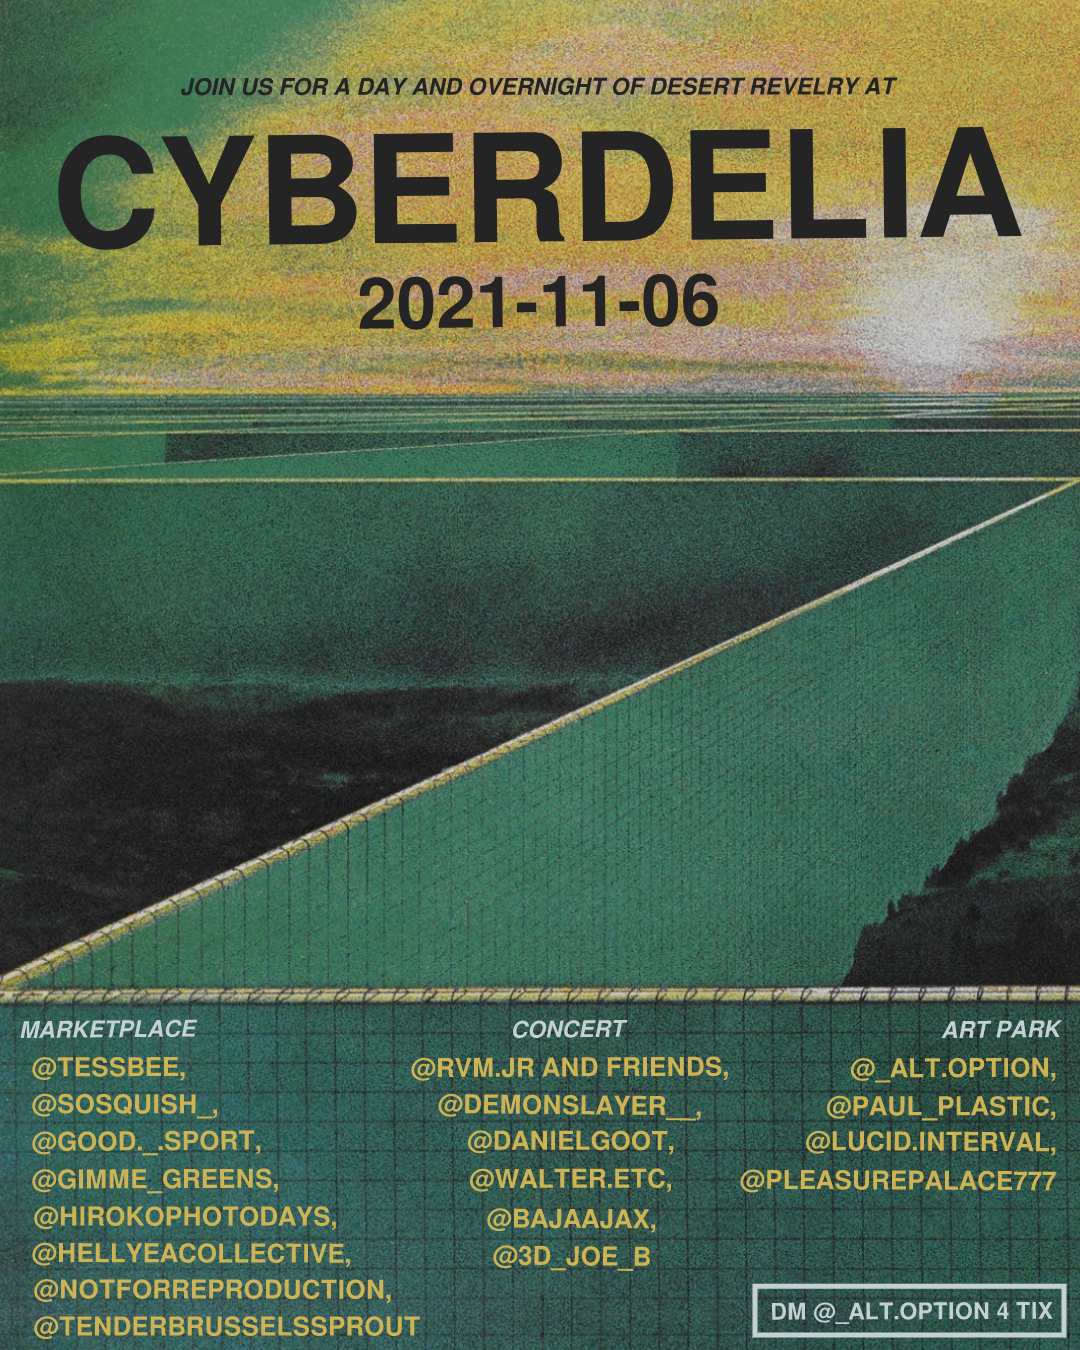 JOIN US FOR A DAY AND OVERNIGHT OF DESERT REVELRY AT
CYBERDELIA
2021-11-06
MARKETPLACE
@TESSBEE,
@SOSQUISH_,
@GOOD._.SPORT,
@GIMME_GREENS,
@HIROKOPHOTODAYS,
@HELLYEACOLLECTIVE,
@NOTFORREPRODUCTION,
@TENDERBRUSSELSSPROUT
CONCERT
@RVM.JR AND FRIENDS,
@DEMONSLAYER__,
@DANIELGOOT,
@WALTER.ETC,
@BAJAAJAX,
@3D_JOE_B
ART PARK
@_ALT.OPTION,
@PAUL_PLASTIC,
@LUCID.INTERVAL,
@PLEASUREPALACE777
DM @_ALT.OPTION 4 TIX